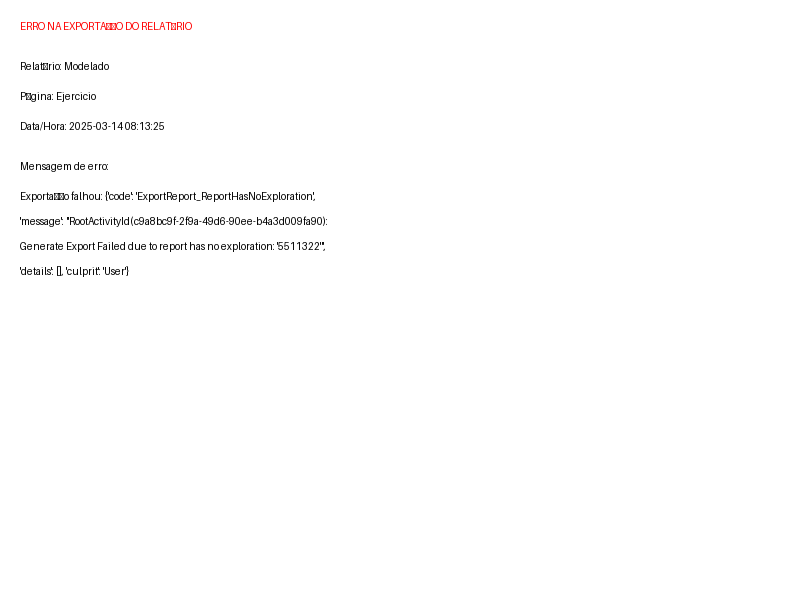 ERRO NA EXPORTA▯▯O DO RELAT▯RIO
Relat▯rio: Modelado
P▯gina: Ejercicio
Data/Hora: 2025-03-14 08:13:25
Mensagem de erro:
Exporta▯▯o falhou: {'code': 'ExportReport_ReportHasNoExploration',
'message': "RootActivityId(c9a8bc9f-2f9a-49d6-90ee-b4a3d009fa90):
Generate Export Failed due to report has no exploration: '5511322'",
'details': [], 'culprit': 'User'}